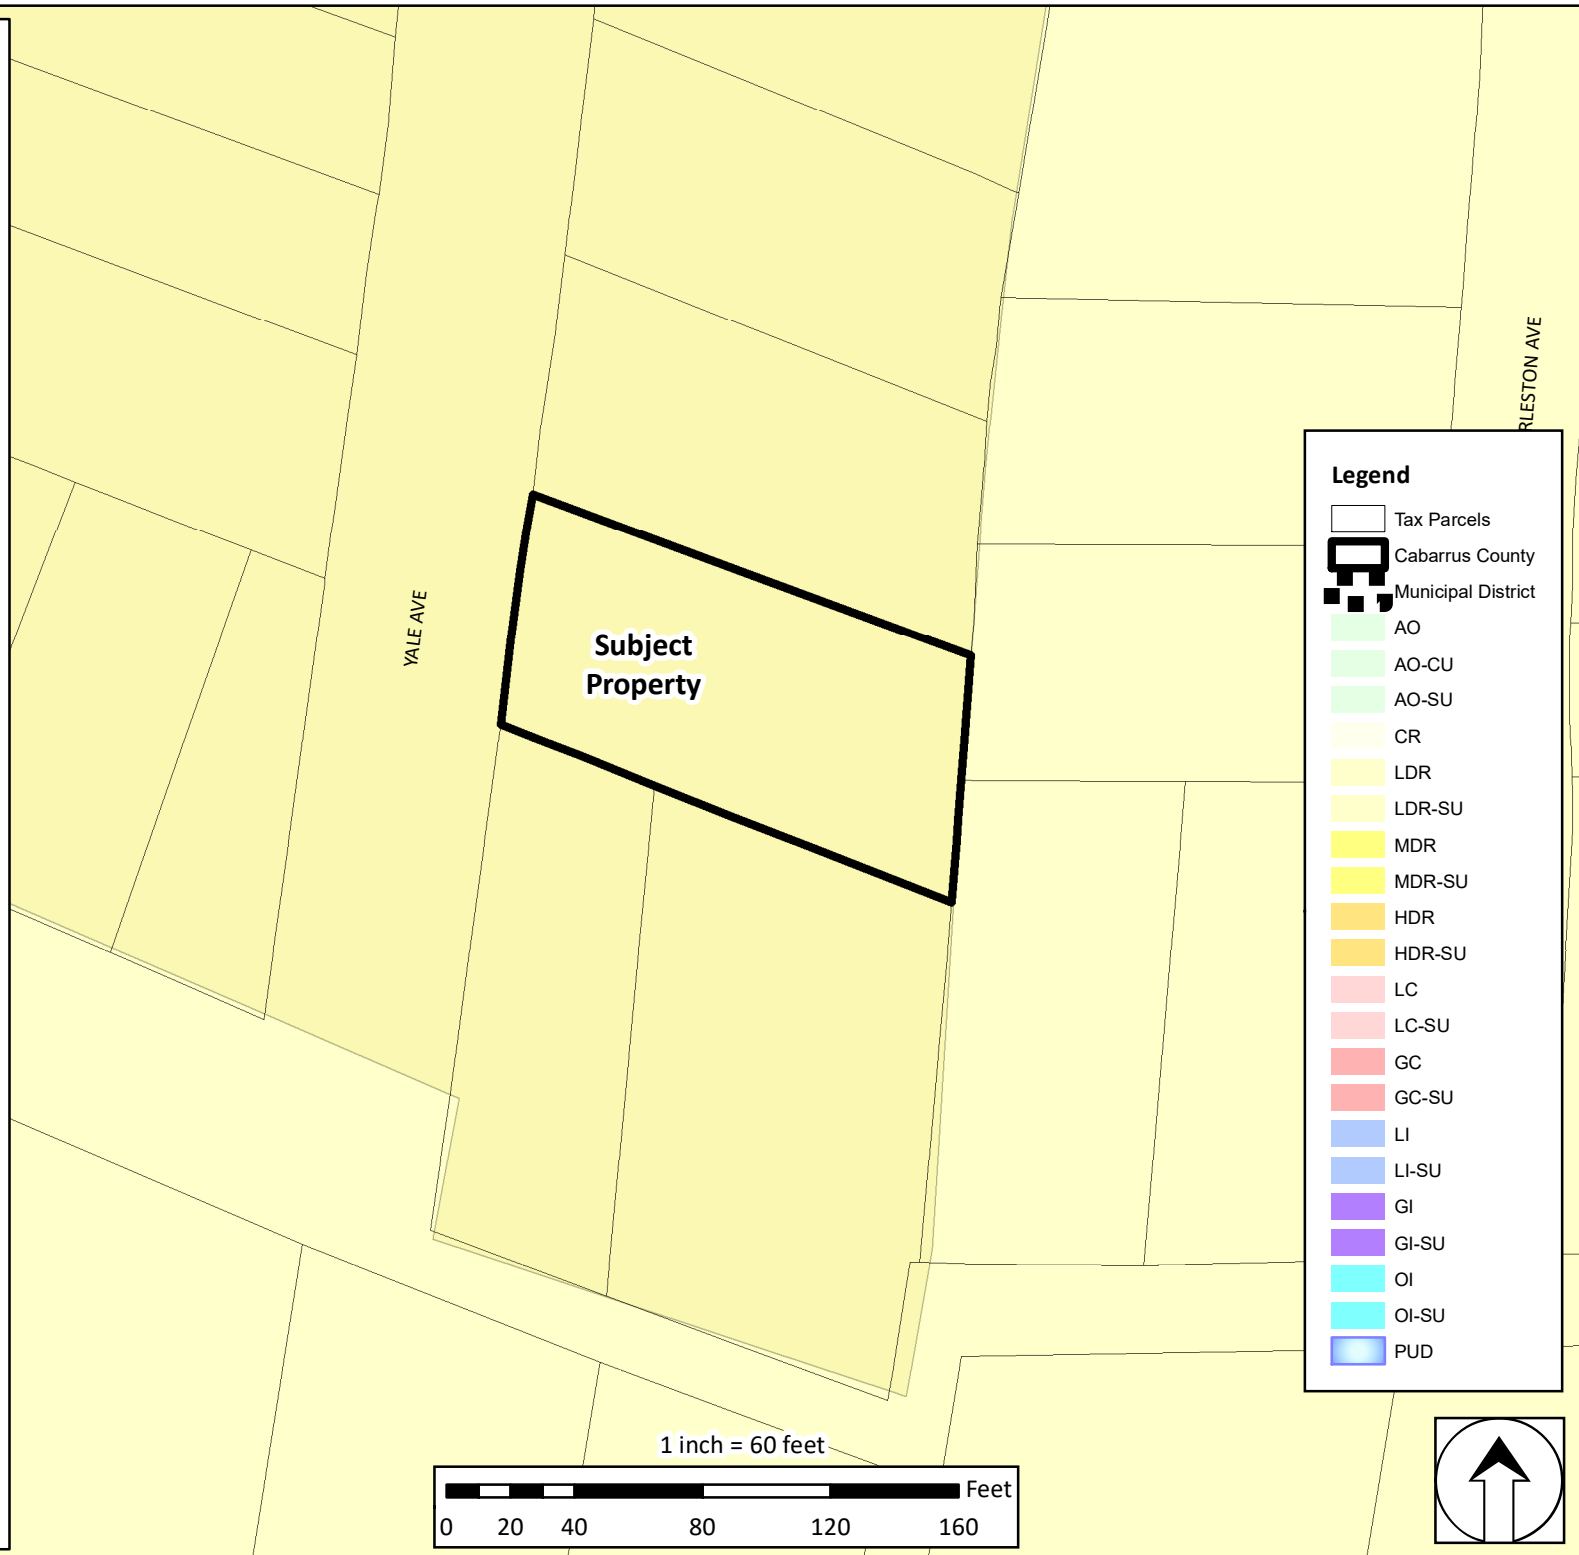 RLESTON AVE
YALE AVE
Subject
Property
Legend
Tax Parcels
Cabarrus County
Municipal District
AO
AO-CU
AO-SU
CR
LDR
LDR-SU
MDR
MDR-SU
HDR
HDR-SU
LC
LC-SU
GC
GC-SU
LI
LI-SU
GI
GI-SU
OI
OI-SU
PUD
1 inch = 60 feet
Feet
0 20 40 80 120 160